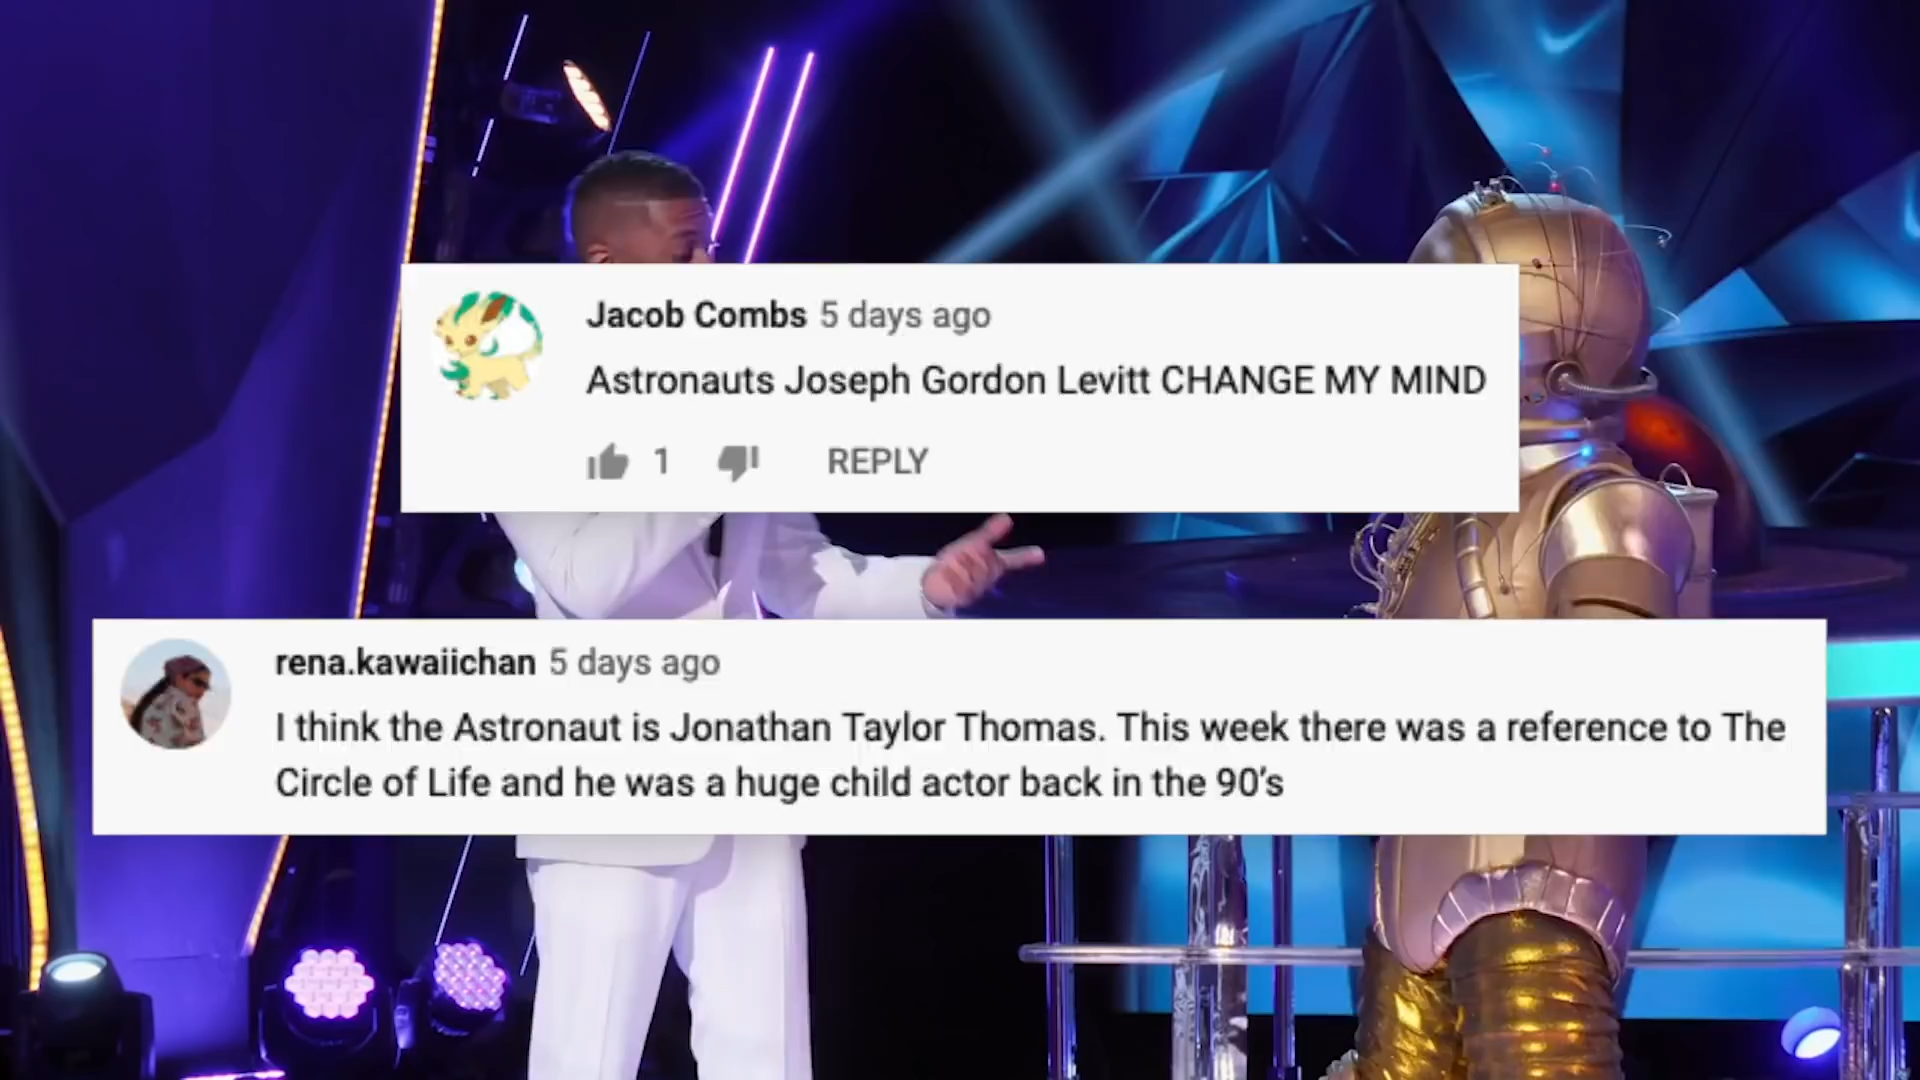 Jacob Combs 5 days ago
Astronauts Joseph Gordon Levitt CHANGE MY MIND
1 REPLY
rena.kawaiichan 5 days ago
I think the Astronaut is Jonathan Taylor Thomas. This week there was a reference to The
Circle of Life and he was a huge child actor back in the 90's